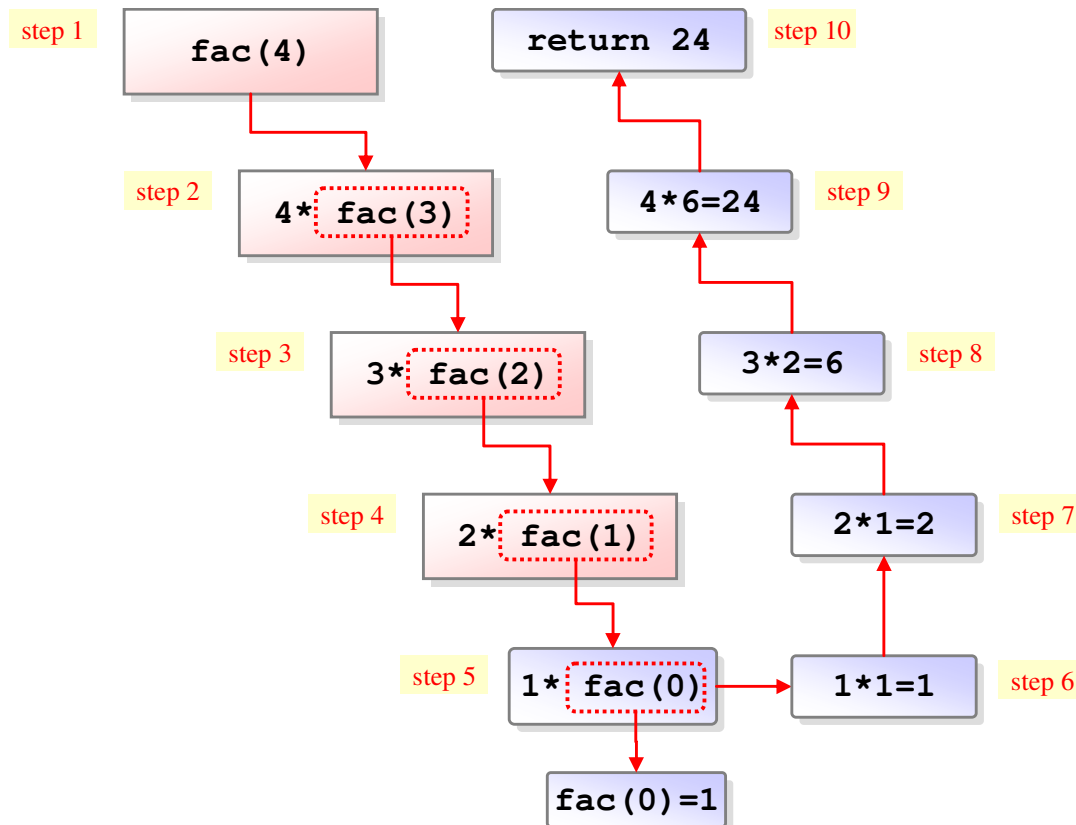 step 1
fac(4)
return 24
step 10
step 2
4* fac(3)
4*6=24
step 9
step 3
3* fac(2)
3*2=6
step 8
step 4
2* fac(1)
2*1=2
step 7
step 5
1* fac(0)
1*1=1
step 6
fac(0)=1